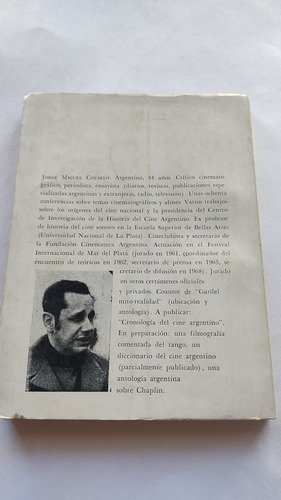 JORGE MIGUEL COUSELO. Argentino, 44 años. Crítico cinemato-
gráfico, periodista, ensayista (diarios, revistas, publicaciones espe-
cializadas argentinas y extranjeras, radio, televisión). Unas ochenta
conferencias sobre temas cinematográficos y afines. Varios trabajos
sobre los orígenes del cine nacional y la presidencia del Centro
de Investigación de la Historia del Cine Argentino. Ex profesor
de historia del cine sonoro en la Escuela Superior de Bellas Artes
(Universidad Nacional de La Plata). Cineclubista y secretario de
la Fundación Cinemateca Argentina. Actuación en el Festival
Internacional de Mar del Plata (jurado en 1961, coordinador del
encuentro de teóricos en 1962, secretario de prensa en 1965, se-
cretario de difusión en 1968). Jurado
en otros certámenes oficiales
y privados. Coautor de "Gardel
mito-realidad" (ubicación y
antología). A publicar:
"Cronología del cine argentino".
En preparación: una filmografía
comentada del tango, un
diccionario del cine argentino
(parcialmente publicado), una
antología argentina
sobre Chaplin.